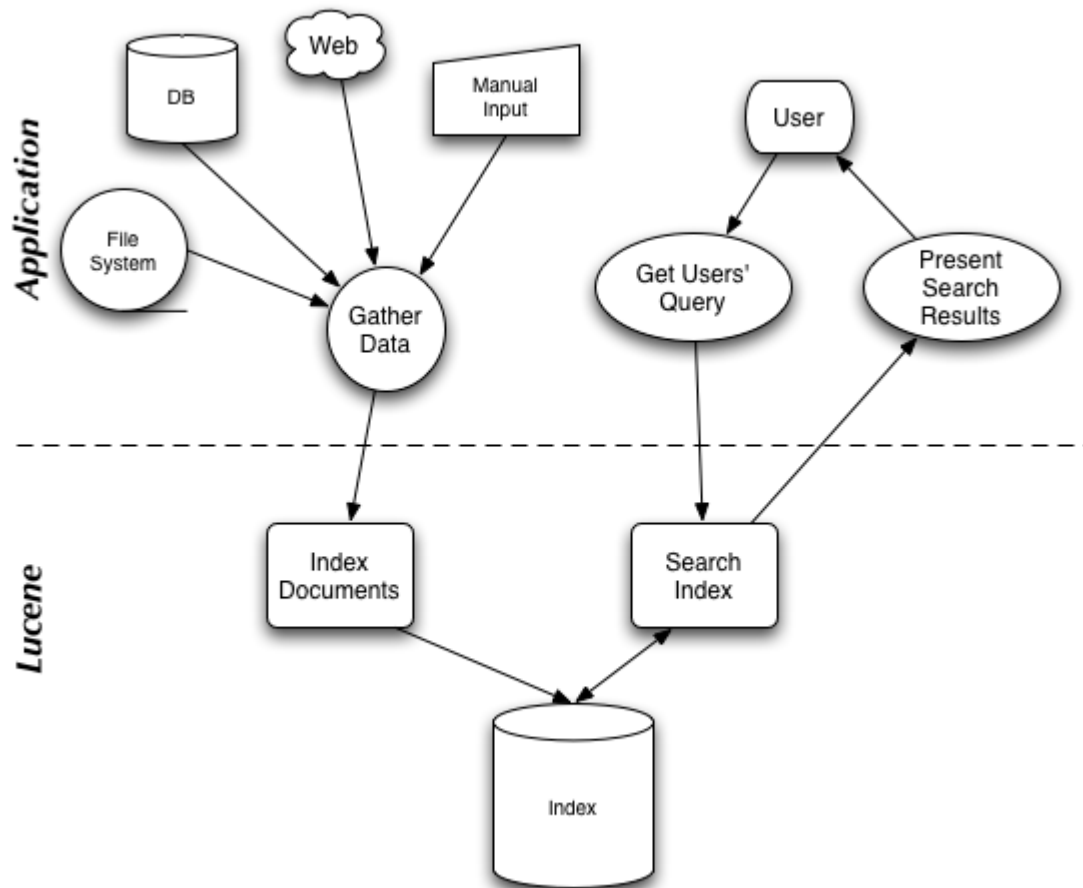 Application
DB
Web
Manual
Input
User
File
System
Gather
Data
Get Users'
Query
Present
Search
Results
Lucene
Index
Documents
Search
Index
Index